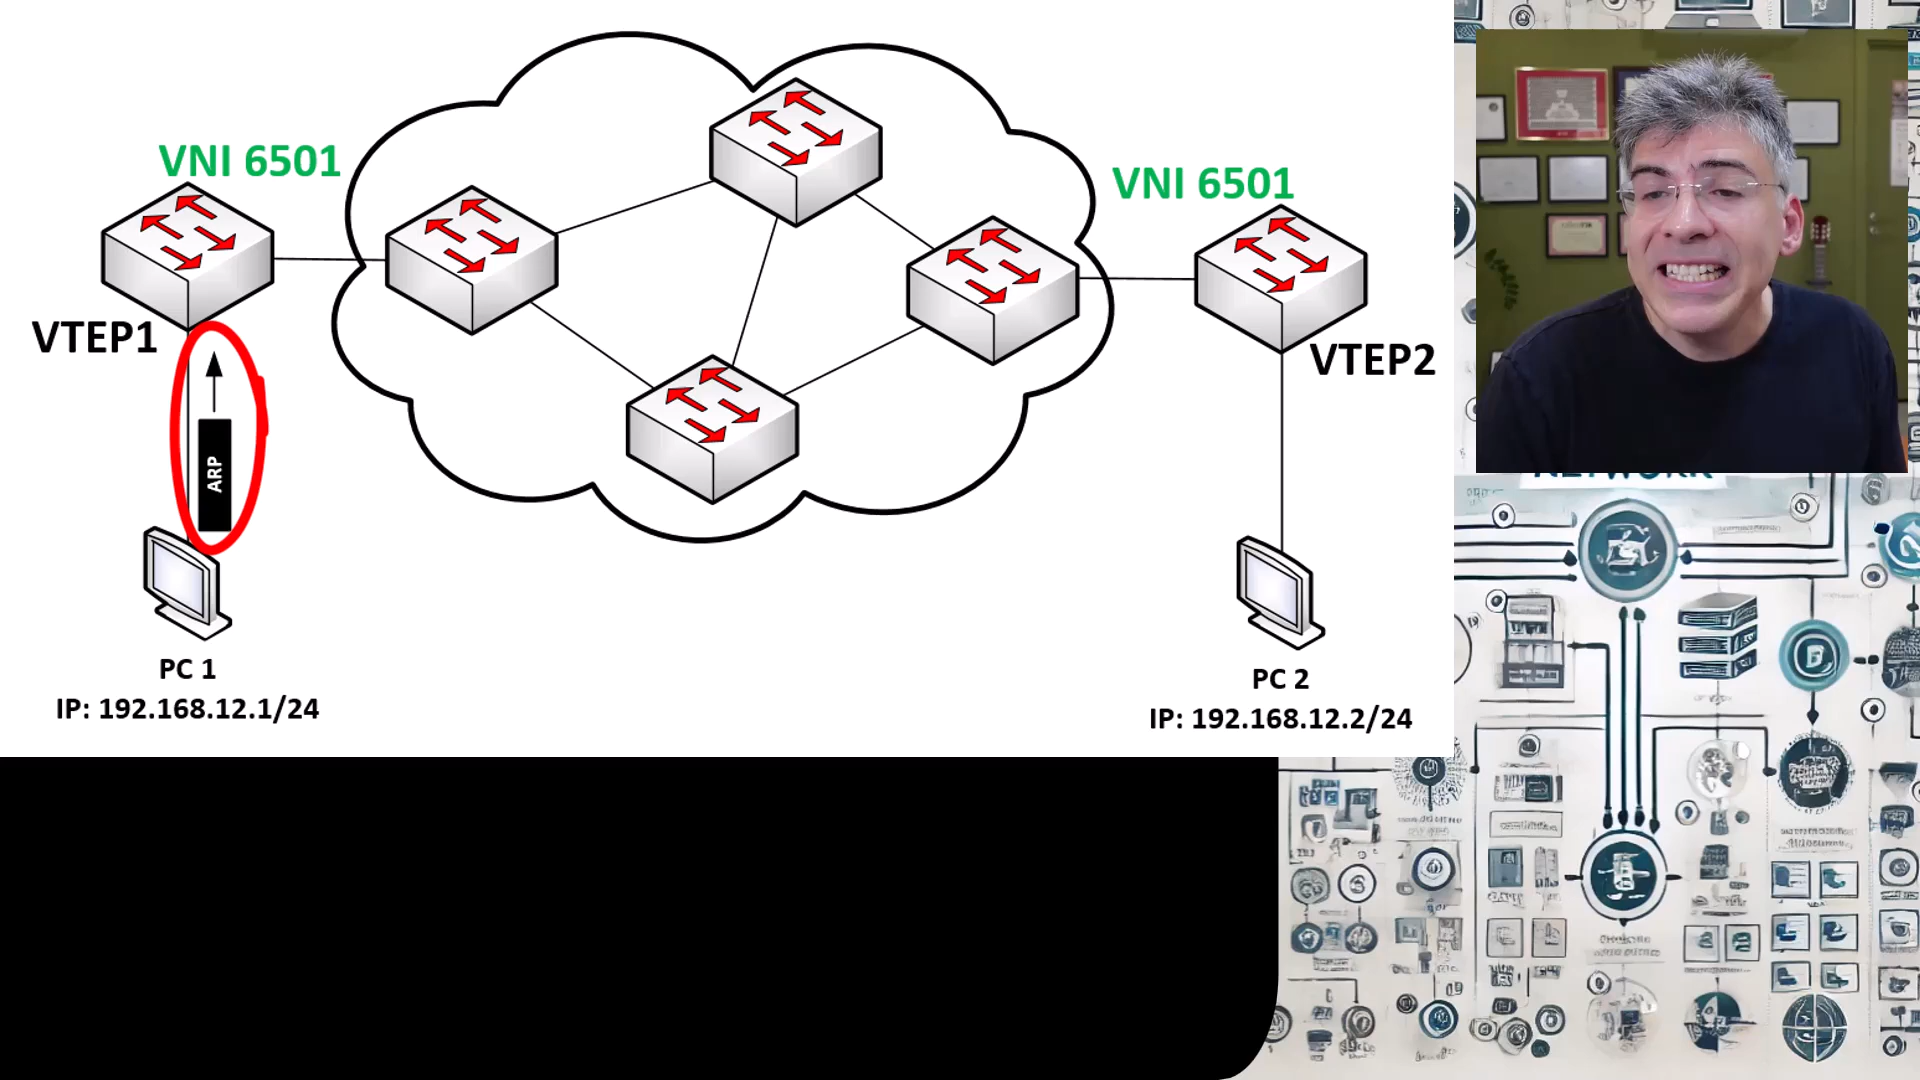 VNI 6501
VNI 6501
VTEP1
VTEP2
ARP
PC 1
IP: 192.168.12.1/24
PC 2
IP: 192.168.12.2/24
NETWORK